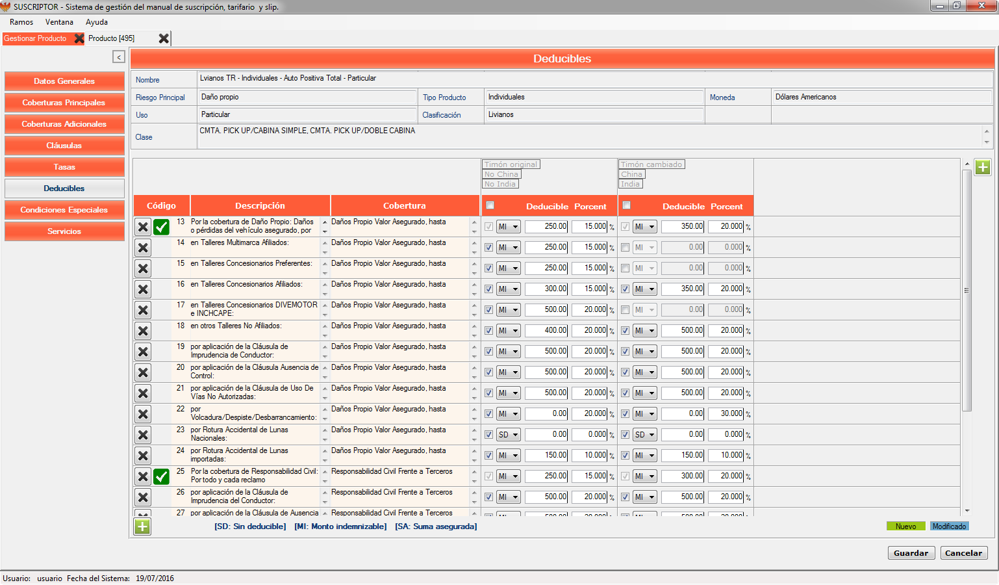 SUSCRIPTOR - Sistema de gestión del manual de suscripción, tarifario  y slip.
Ramos Ventana Ayuda
Gestionar Producto Producto [495]
<
Deducibles
Datos Generales
Coberturas Principales
Coberturas Adicionales
Cláusulas
Tasas
Deducibles
Condiciones Especiales
Servicios
Nombre Lvianos TR - Individuales - Auto Positiva Total - Particular
Riesgo Principal Daño propio Tipo Producto Individuales Moneda Dólares Americanos
Uso Particular Clasificación Livianos
Clase CMTA. PICK UP/CABINA SIMPLE, CMTA. PICK UP/DOBLE CABINA
Timón original Timón cambiado
No China China
No India India
Código Descripción Cobertura Deducible Porcent Deducible Porcent
13 Por la cobertura de Daño Propio: Daños Daños Propio Valor Asegurado, hasta
o pérdidas del vehículo asegurado, por MI 250.00 15.000 % MI 350.00 20.000 %
14 en Talleres Multimarca Afiliados: Daños Propio Valor Asegurado, hasta MI 250.00 15.000 % MI 0.00 0.000 %
15 en Talleres Concesionarios Preferentes: Daños Propio Valor Asegurado, hasta MI 250.00 15.000 % MI 0.00 0.000 %
16 en Talleres Concesionarios Afiliados: Daños Propio Valor Asegurado, hasta MI 300.00 15.000 % MI 350.00 20.000 %
17 en Talleres Concesionarios DIVEMOTOR Daños Propio Valor Asegurado, hasta
e INCHCAPE: MI 500.00 20.000 % MI 0.00 0.000 %
18 en otros Talleres No Afiliados: Daños Propio Valor Asegurado, hasta MI 400.00 20.000 % MI 500.00 20.000 %
19 por aplicación de la Cláusula de Daños Propio Valor Asegurado, hasta
Imprudencia de Conductor: MI 500.00 20.000 % MI 500.00 20.000 %
20 por aplicación de la Cláusula Ausencia de Daños Propio Valor Asegurado, hasta
Control: MI 500.00 20.000 % MI 500.00 20.000 %
21 por aplicación de la Cláusula de Uso De Daños Propio Valor Asegurado, hasta
Vías No Autorizadas: MI 500.00 20.000 % MI 500.00 20.000 %
22 por Daños Propio Valor Asegurado, hasta
Volcadura/Despiste/Desbarrancamiento: MI 0.00 20.000 % MI 0.00 30.000 %
23 por Rotura Accidental de Lunas Daños Propio Valor Asegurado, hasta
Nacionales: SD 0.00 0.000 % SD 0.00 0.000 %
24 por Rotura Accidental de Lunas Daños Propio Valor Asegurado, hasta
importadas: MI 150.00 10.000 % MI 150.00 10.000 %
25 Por la cobertura de Responsabilidad Civil: Responsabilidad Civil Frente a Terceros
Por todo y cada reclamo MI 250.00 15.000 % MI 300.00 20.000 %
26 por aplicación de la Cláusula de Responsabilidad Civil Frente a Terceros
Imprudencia del Conductor: MI 500.00 20.000 % MI 500.00 20.000 %
27 por aplicación de la Cláusula de Ausencia Responsabilidad Civil Frente a Terceros
[SD: Sin deducible] [MI: Monto indemnizable] [SA: Suma asegurada] Nuevo Modificado
Guardar Cancelar
Usuario: usuario Fecha del Sistema: 19/07/2016